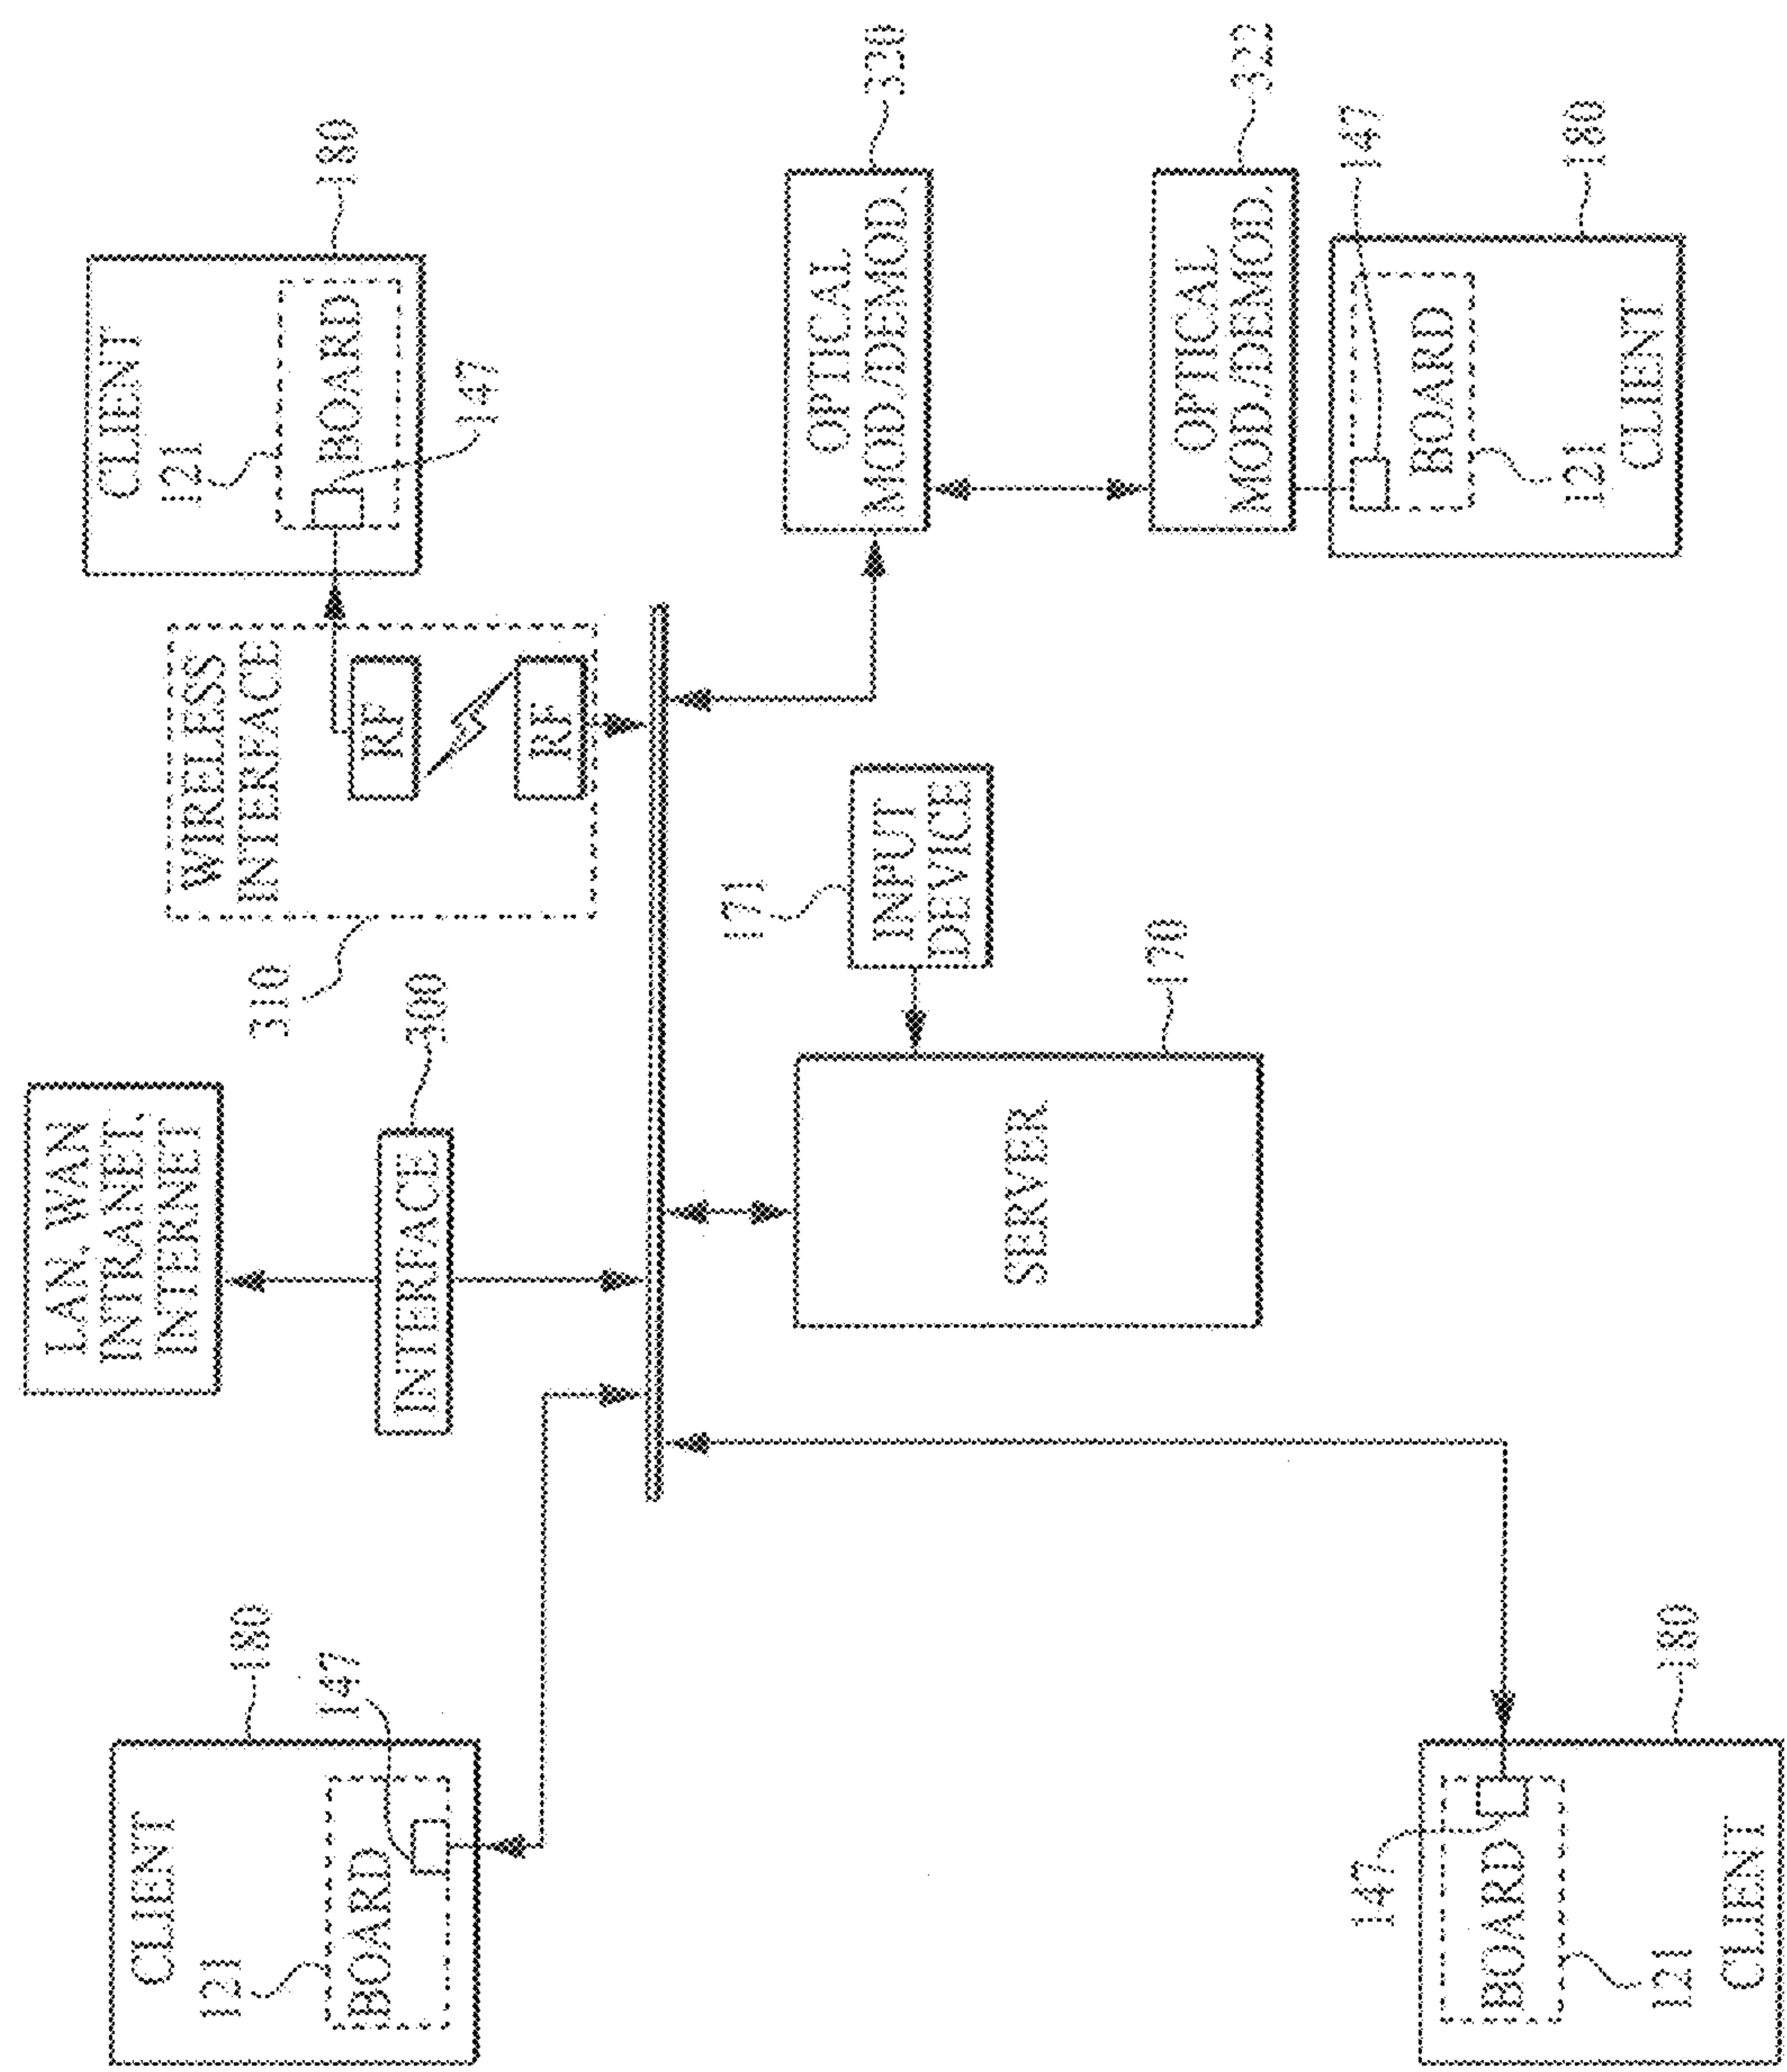 CLIENT
121
BOARD
147
180
LAN, WAN
INTRANET,
INTERNET
INTERFACE
300
310
WIRELESS
INTERFACE
RF
RF
CLIENT
121
BOARD
147
180
171
INPUT
DEVICE
SERVER
170
OPTICAL
MOD./DEMOD.
320
OPTICAL
MOD./DEMOD.
322
147
BOARD
121
CLIENT
180
147
BOARD
121
CLIENT
180